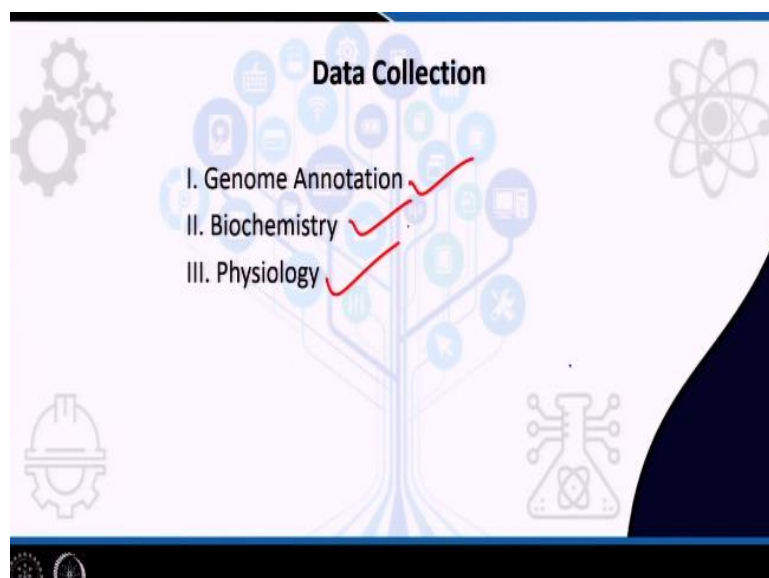 Data Collection
I. Genome Annotation
II. Biochemistry
III. Physiology